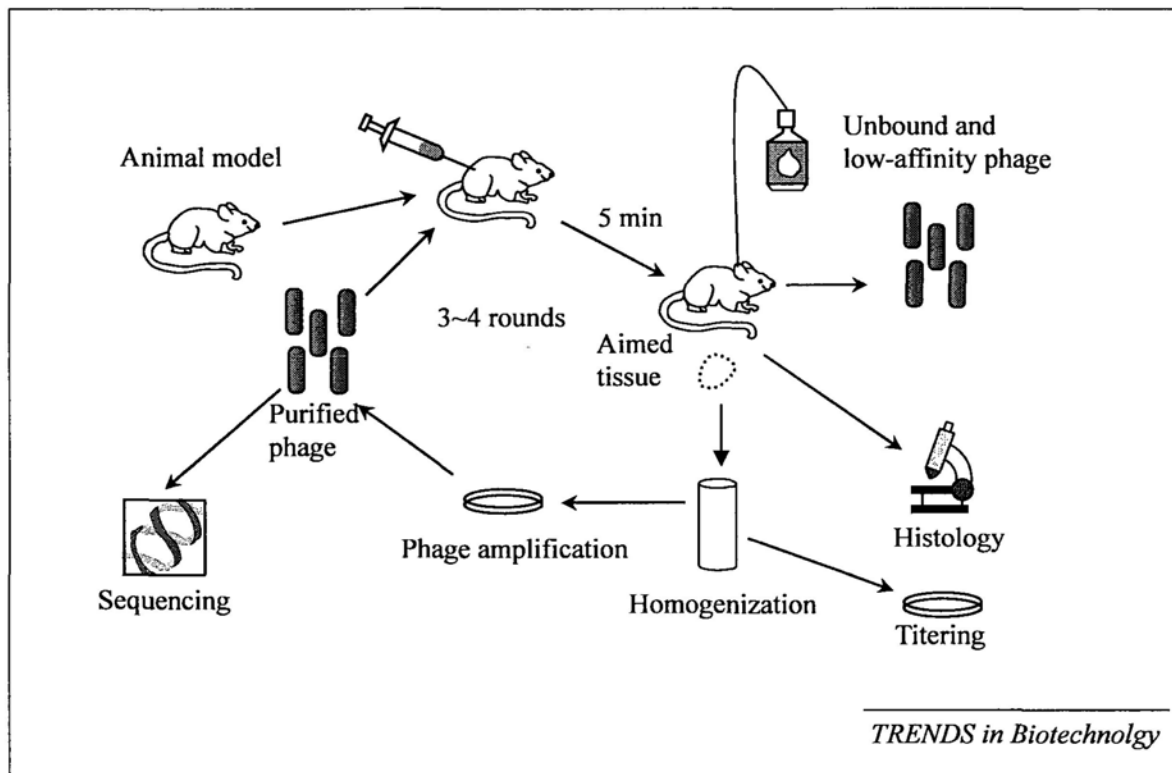 Animal model
Unbound and
low-affinity phage
5 min
3~4 rounds
Aimed
tissue
Purified
phage
Sequencing
Phage amplification
Homogenization
Histology
Titering
TRENDS in Biotechnolgy